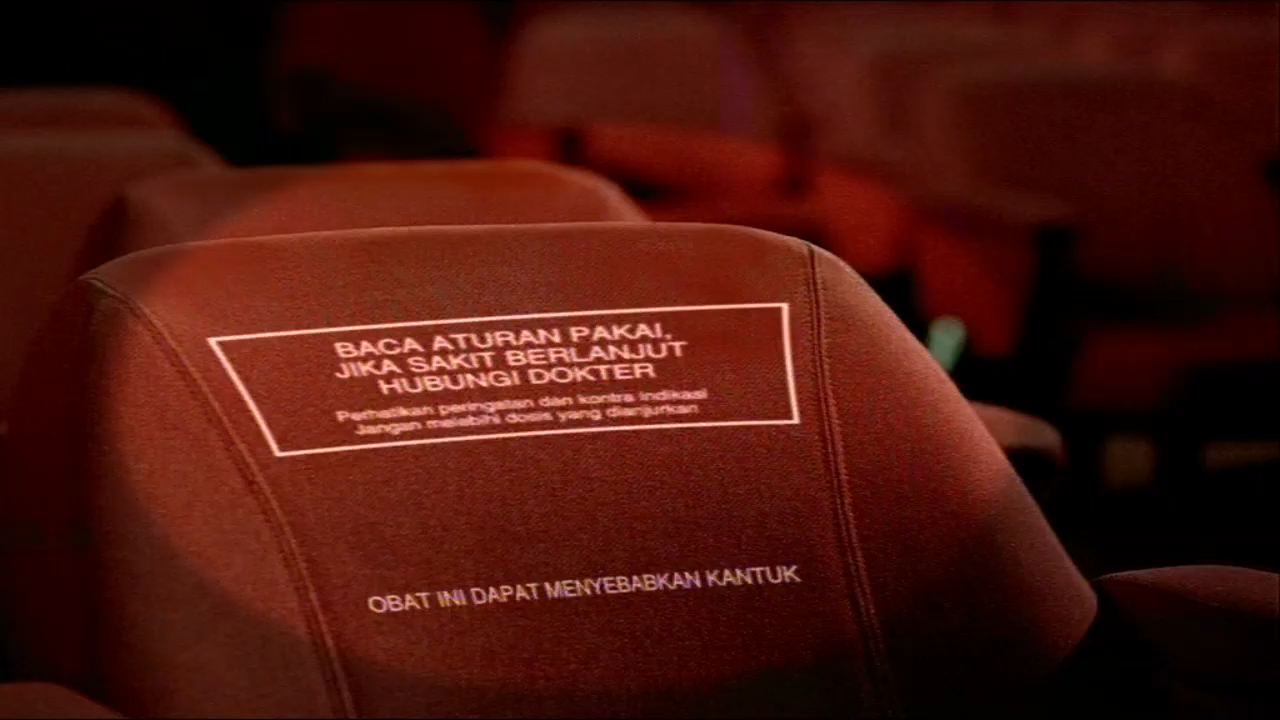 BACA ATURAN PAKAI,
JIKA SAKIT BERLANJUT
HUBUNGI DOKTER
Perhatikan peringatan dan kontra indikasi
Jangan melebihi dosis yang dianjurkan
OBAT INI DAPAT MENYEBABKAN KANTUK